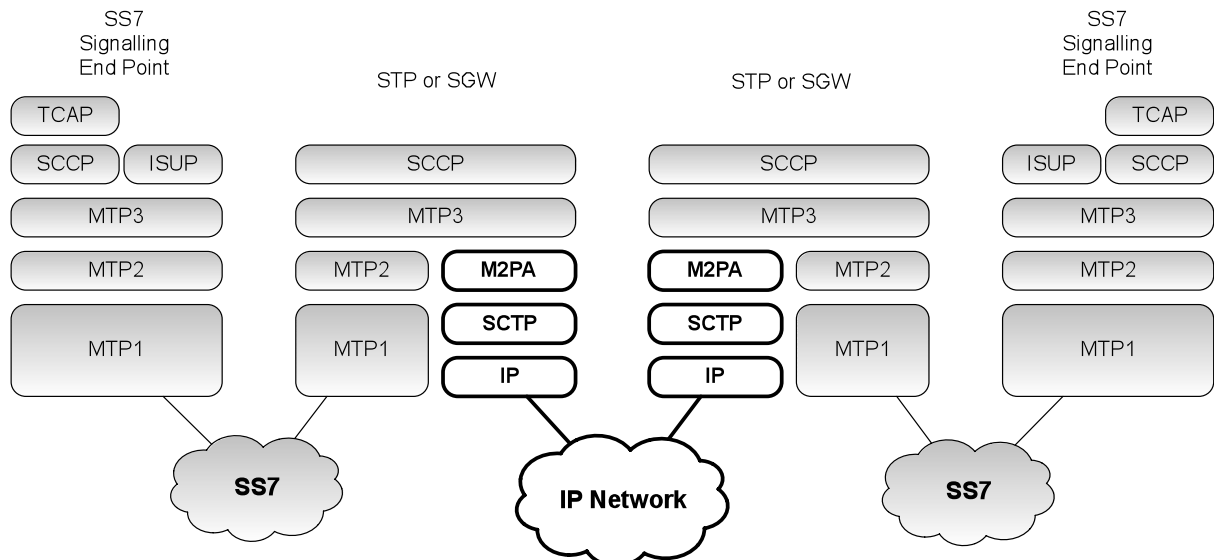 SS7
Signalling
End Point
STP or SGW
STP or SGW
SS7
Signalling
End Point
TCAP
TCAP
SCCP
ISUP
SCCP
SCCP
ISUP
SCCP
MTP3
MTP3
MTP3
MTP3
MTP2
MTP2
M2PA
M2PA
MTP2
MTP2
MTP1
MTP1
SCTP
IP
SCTP
IP
MTP1
MTP1
SS7
IP Network
SS7